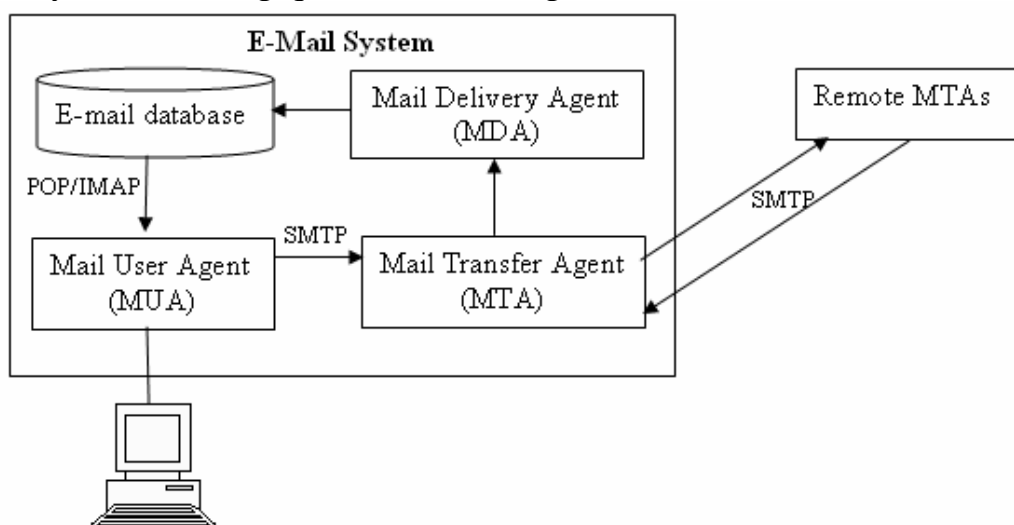 E-Mail System
E-mail database
Mail Delivery Agent
(MDA)
Remote MTAs
POP/IMAP
SMTP
SMTP
Mail User Agent
(MUA)
Mail Transfer Agent
(MTA)